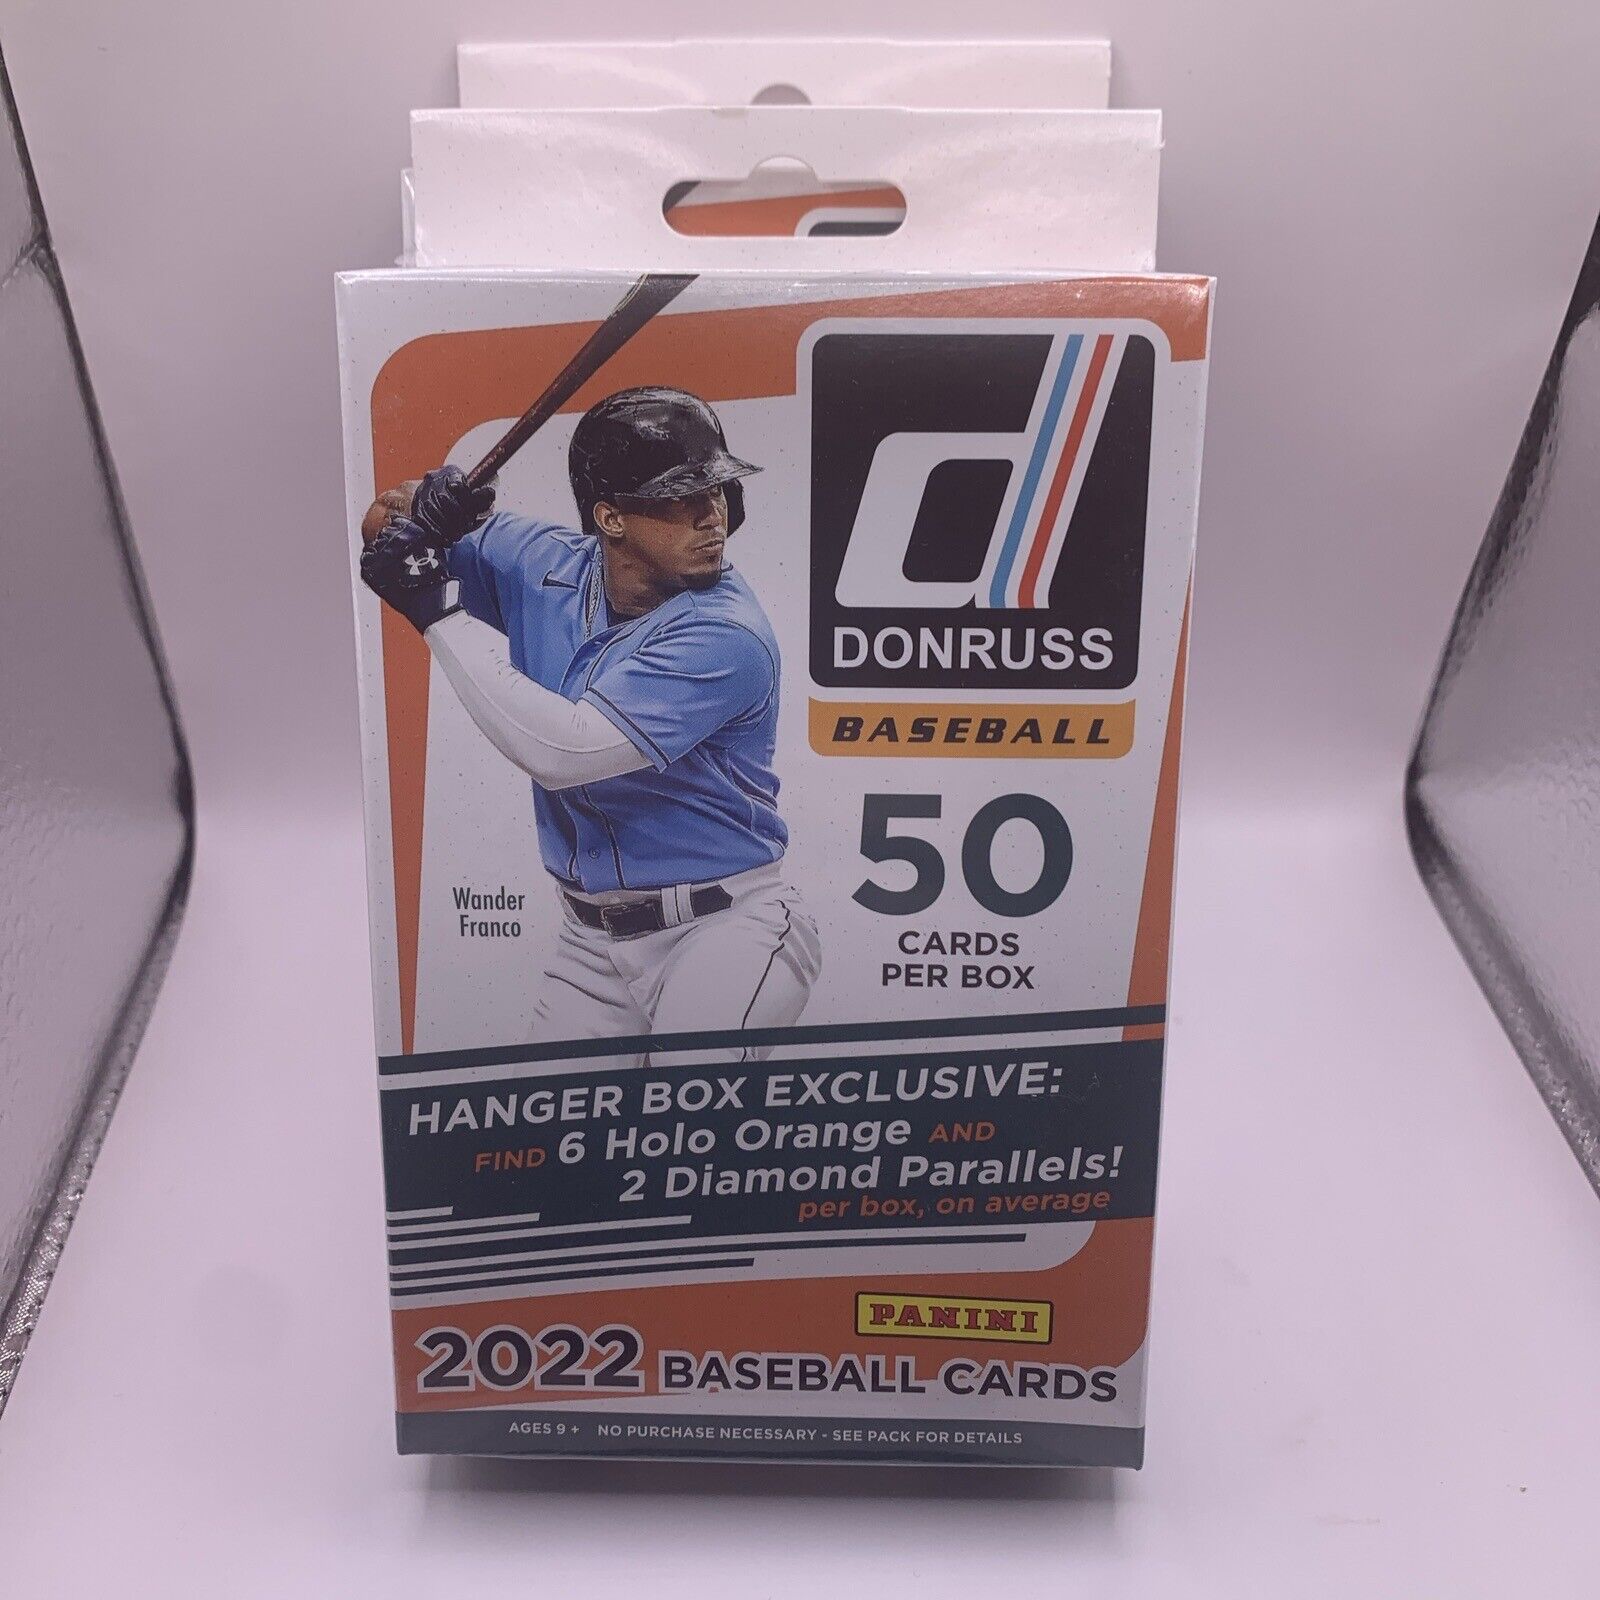 d
DONRUSS
BASEBALL
50
CARDS
PER BOX
Wander
Franco
HANGER BOX EXCLUSIVE:
FIND 6 Holo Orange AND
2 Diamond Parallels!
per box, on average
PANINI
2022 BASEBALL CARDS
AGES 9 + NO PURCHASE NECESSARY - SEE PACK FOR DETAILS